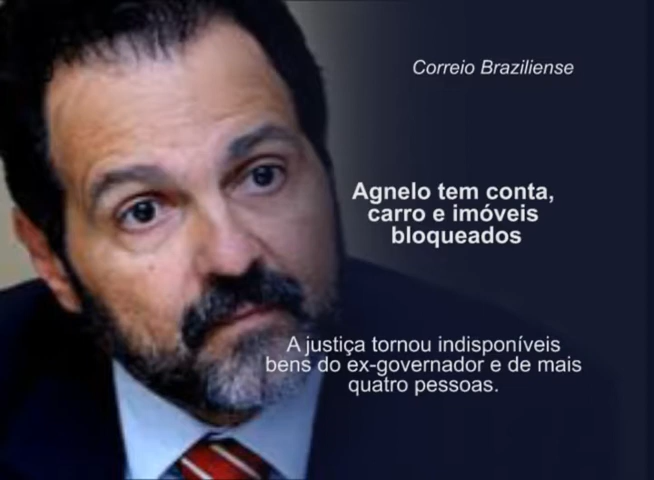 Correio Braziliense
Agnelo tem conta,
carro e imóveis
bloqueados
A justiça tornou indisponíveis
bens do ex-governador e de mais
quatro pessoas.